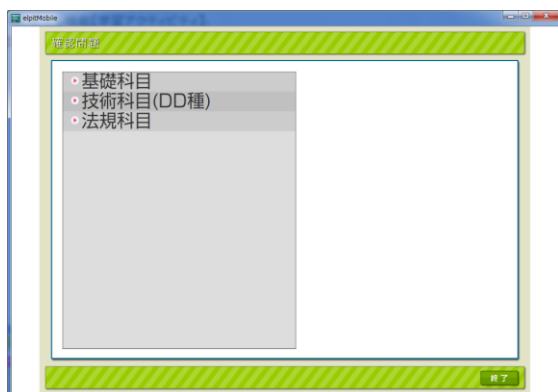 elpitMobile
確認問題
基礎科目
技術科目(DD種)
法規科目
終了